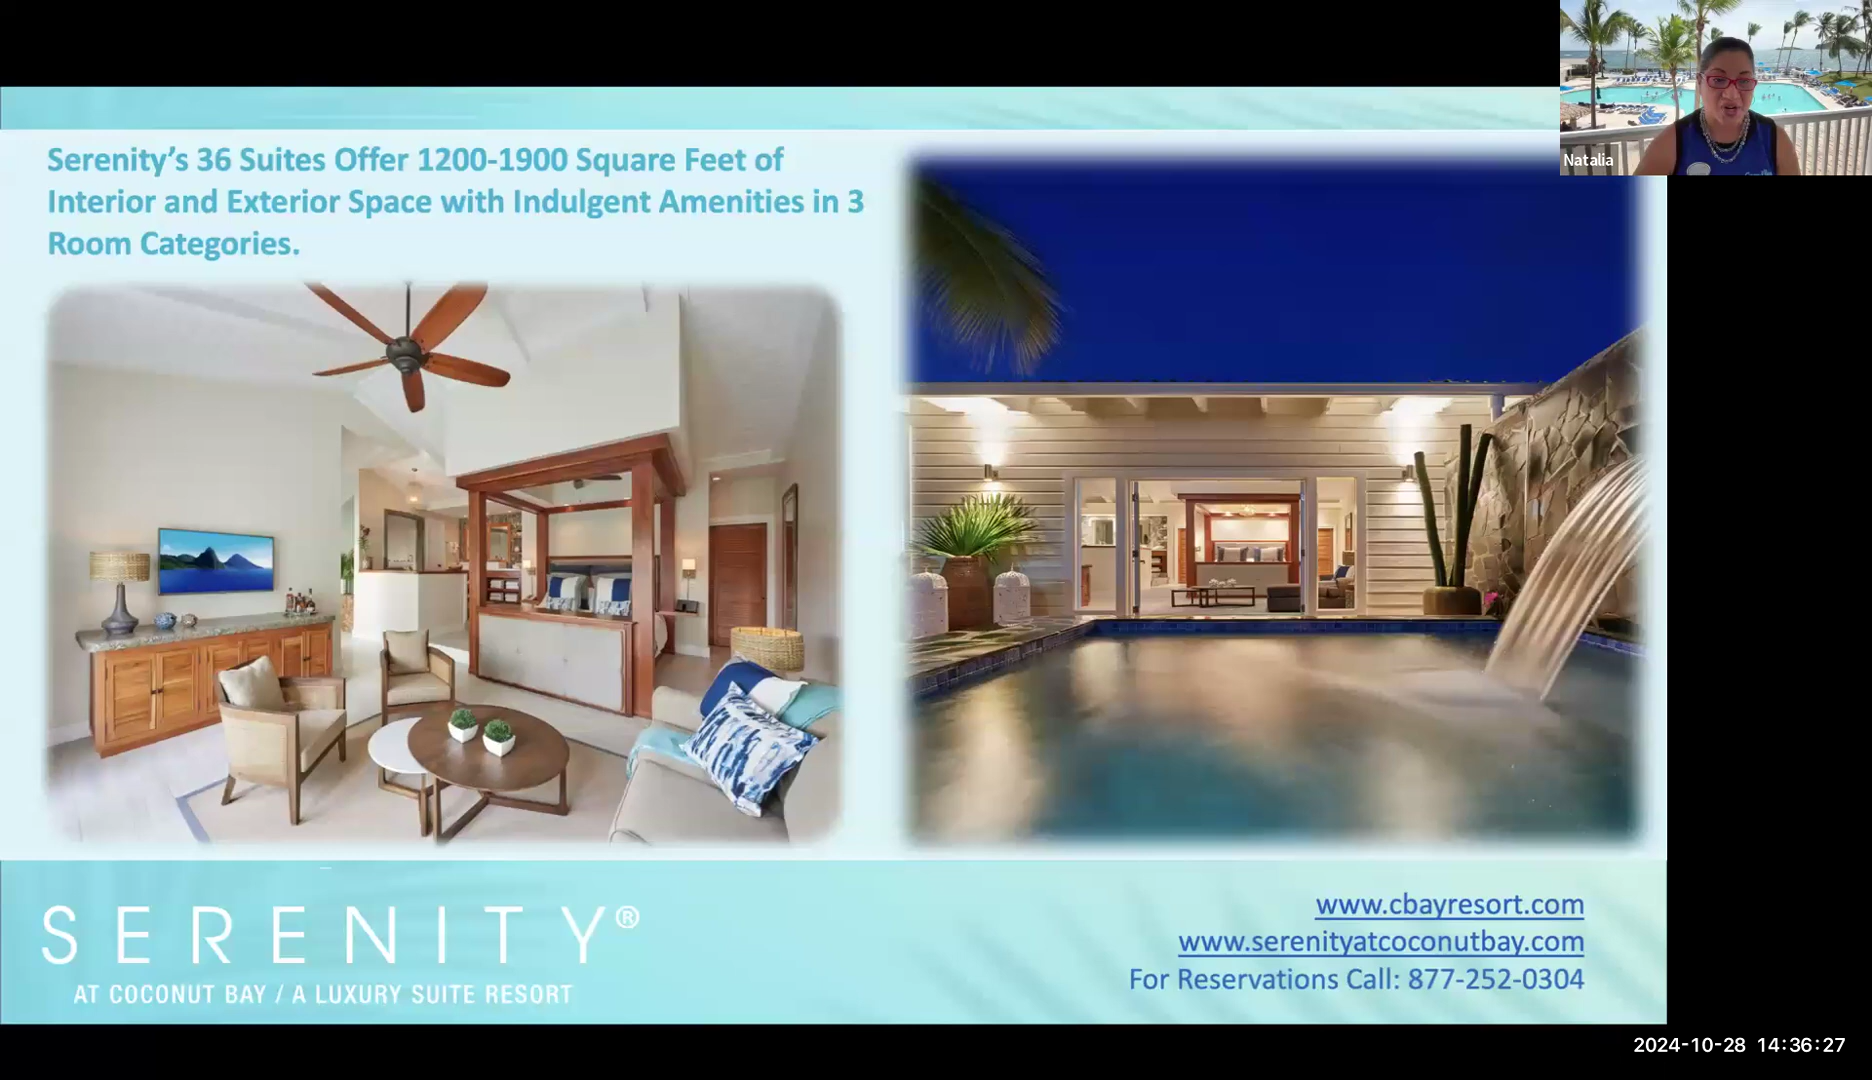 Natalia
Serenity's 36 Suites Offer 1200-1900 Square Feet of
Interior and Exterior Space with Indulgent Amenities in 3
Room Categories.
SERENITY®
AT COCONUT BAY / A LUXURY SUITE RESORT
www.cbayresort.com
www.serenityatcoconutbay.com
For Reservations Call: 877-252-0304
2024-10-28 14:36:27